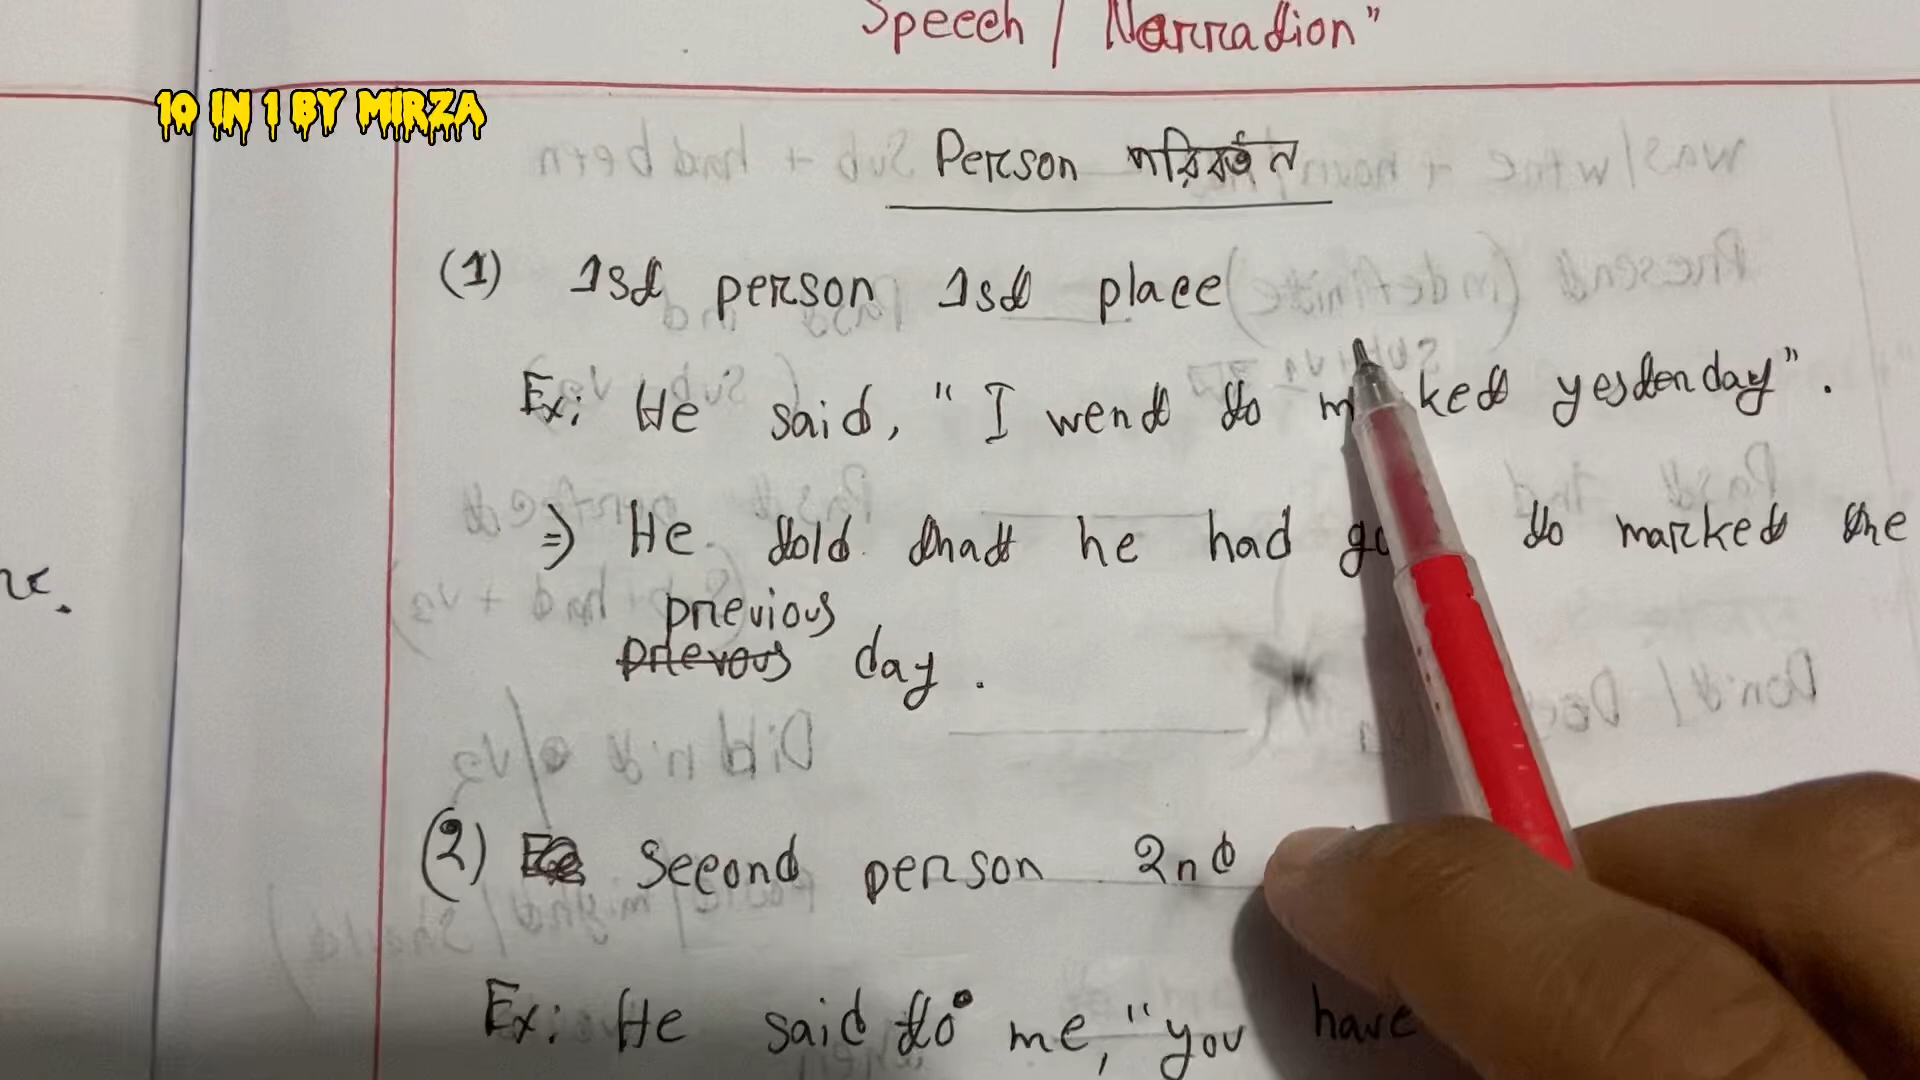 Speech / Narration"
10 IN 1 BY MIRZA
Person পরিবর্তন
(1) 1st person 1st place
Ex: He said, "I went to market yesterday".
⇒ He told that he had to market the
previous
prevous day.
(2) Second person 2nd
Ex: He said to me, "you have